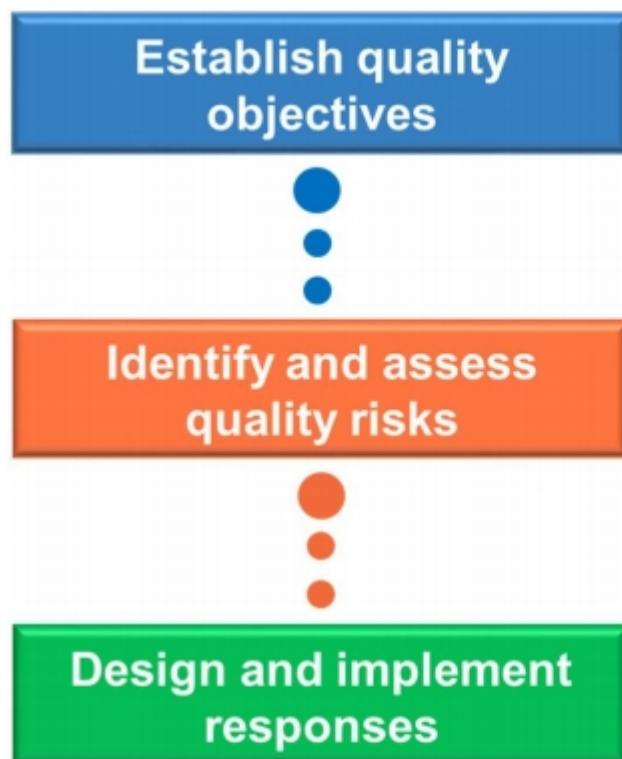 Establish quality
objectives
Identify and assess
quality risks
Design and implement
responses